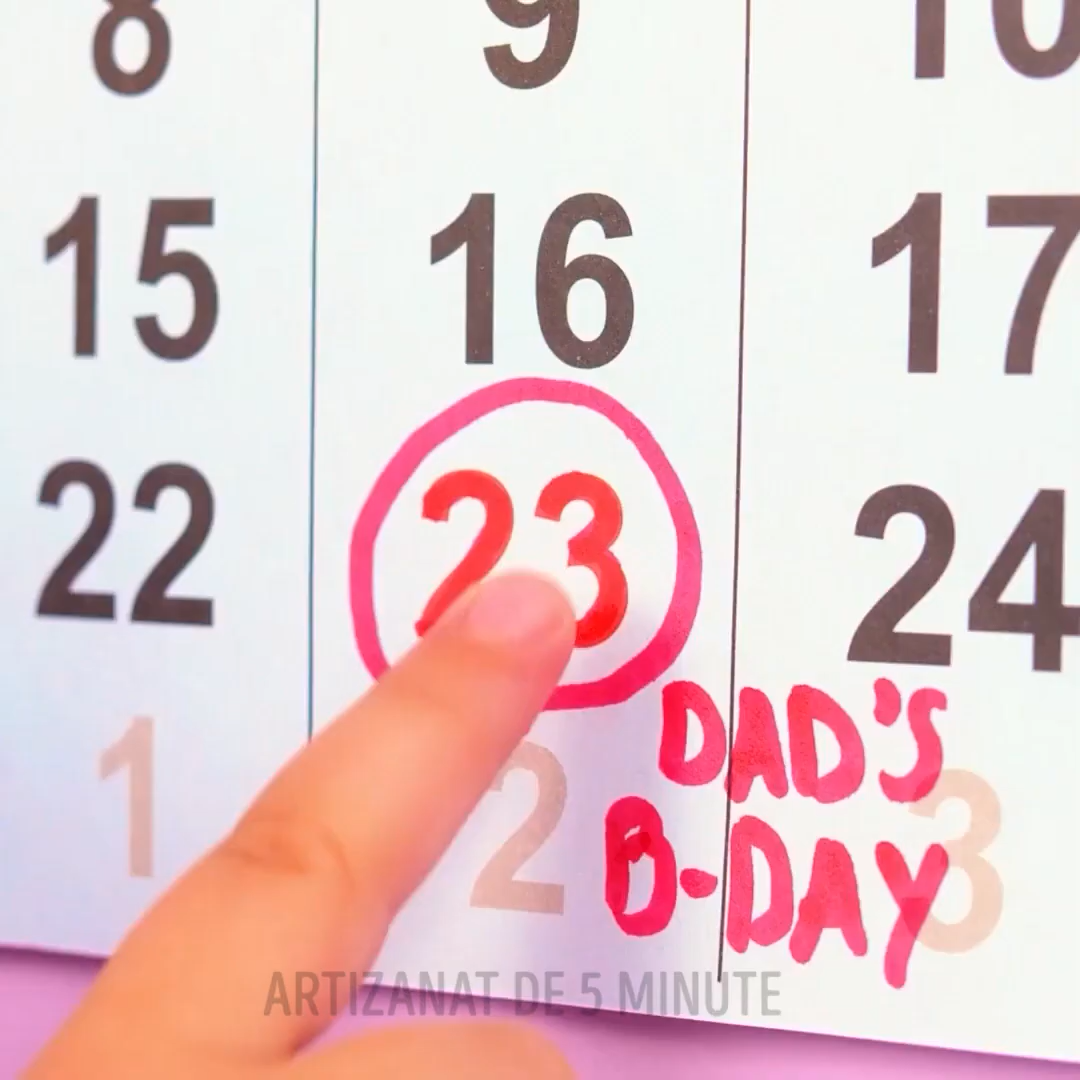 8 9 10
15 16 17
22 23 24
DAD'S
B-DAY
1 2 3
ARTIZANAT DE 5 MINUTE